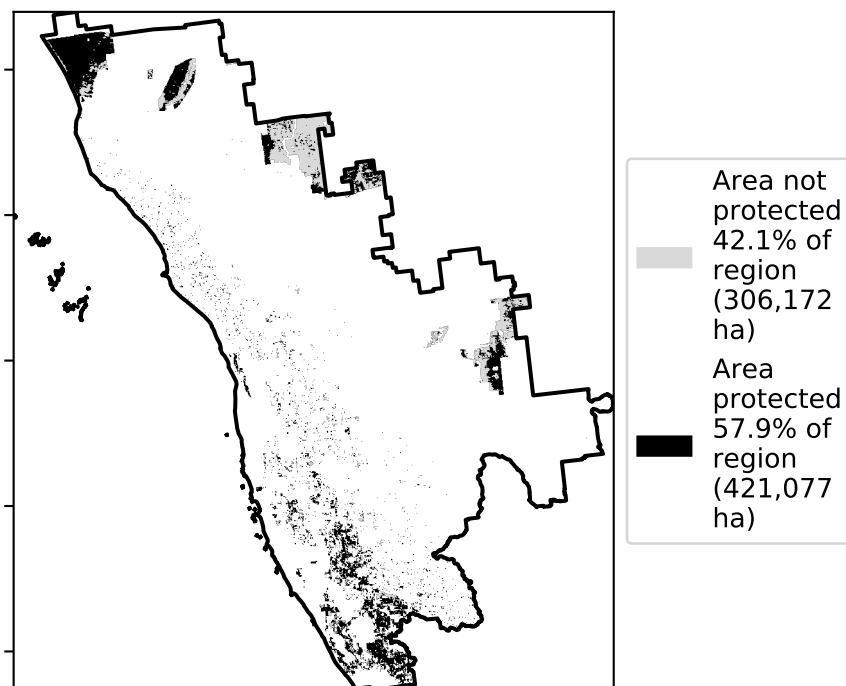 Area not
protected
42.1% of
region
(306,172
ha)
Area
protected
57.9% of
region
(421,077
ha)